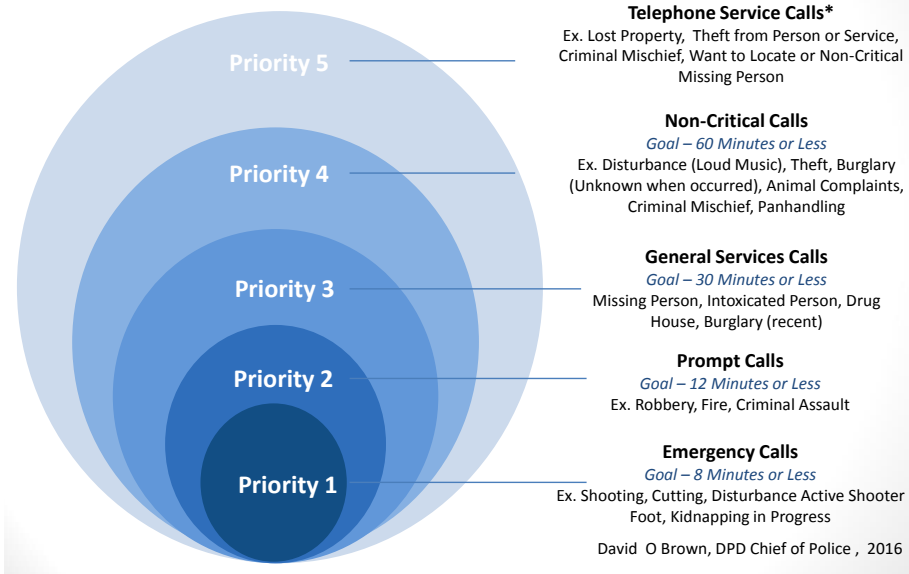 Priority 5
Telephone Service Calls*
Ex. Lost Property, Theft from Person or Service,
Criminal Mischief, Want to Locate or Non-Critical
Missing Person
Priority 4
Non-Critical Calls
Goal – 60 Minutes or Less
Ex. Disturbance (Loud Music), Theft, Burglary
(Unknown when occurred), Animal Complaints,
Criminal Mischief, Panhandling
Priority 3
General Services Calls
Goal – 30 Minutes or Less
Missing Person, Intoxicated Person, Drug
House, Burglary (recent)
Priority 2
Prompt Calls
Goal – 12 Minutes or Less
Ex. Robbery, Fire, Criminal Assault
Priority 1
Emergency Calls
Goal – 8 Minutes or Less
Ex. Shooting, Cutting, Disturbance Active Shooter
Foot, Kidnapping in Progress
David O Brown, DPD Chief of Police , 2016